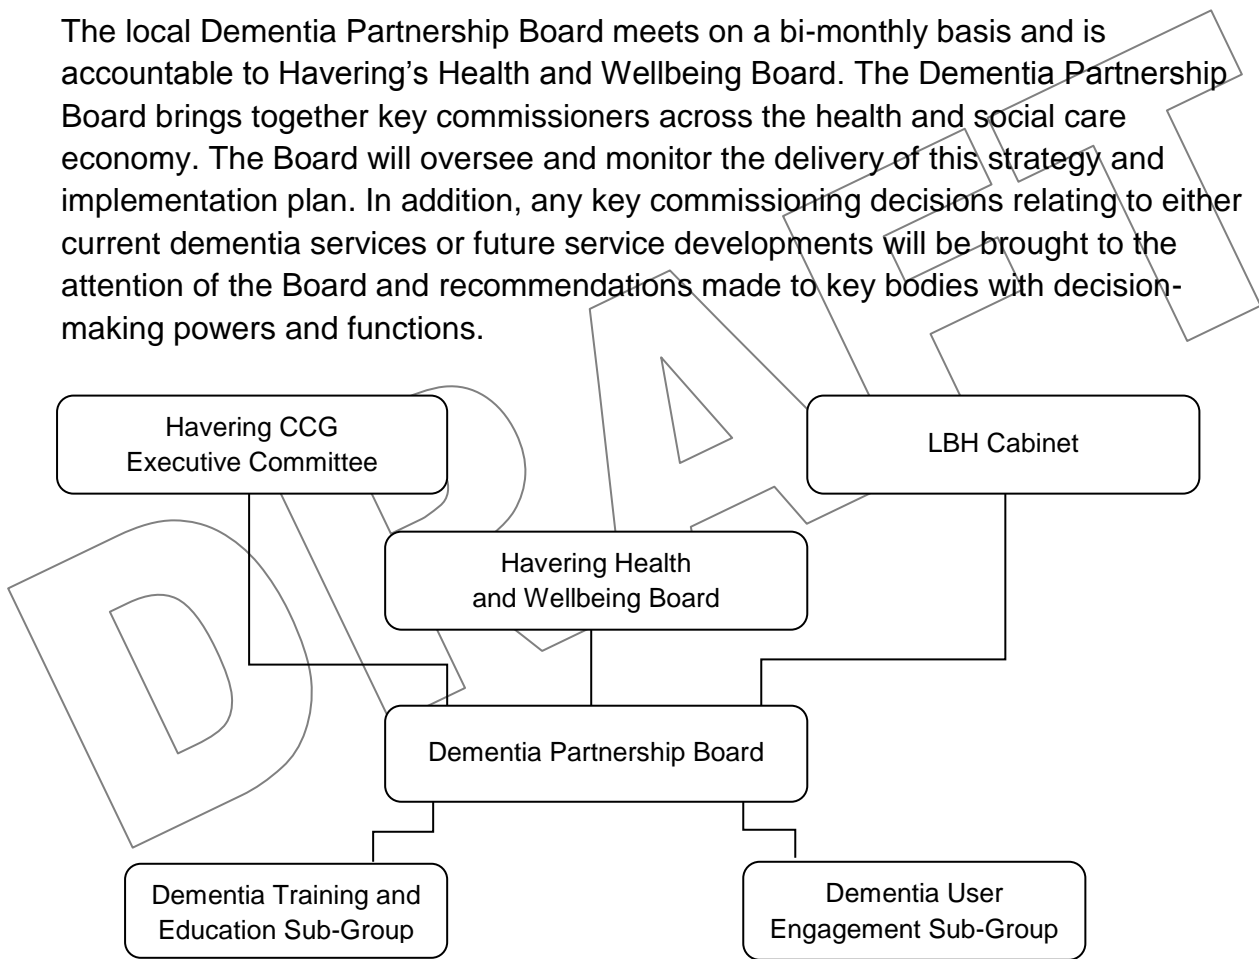 The local Dementia Partnership Board meets on a bi-monthly basis and is
accountable to Havering's Health and Wellbeing Board. The Dementia Partnership
Board brings together key commissioners across the health and social care
economy. The Board will oversee and monitor the delivery of this strategy and
implementation plan. In addition, any key commissioning decisions relating to either
current dementia services or future service developments will be brought to the
attention of the Board and recommendations made to key bodies with decision-
making powers and functions.
Havering CCG
Executive Committee
LBH Cabinet
Havering Health
and Wellbeing Board
Dementia Partnership Board
Dementia Training and
Education Sub-Group
Dementia User
Engagement Sub-Group
DRAFT